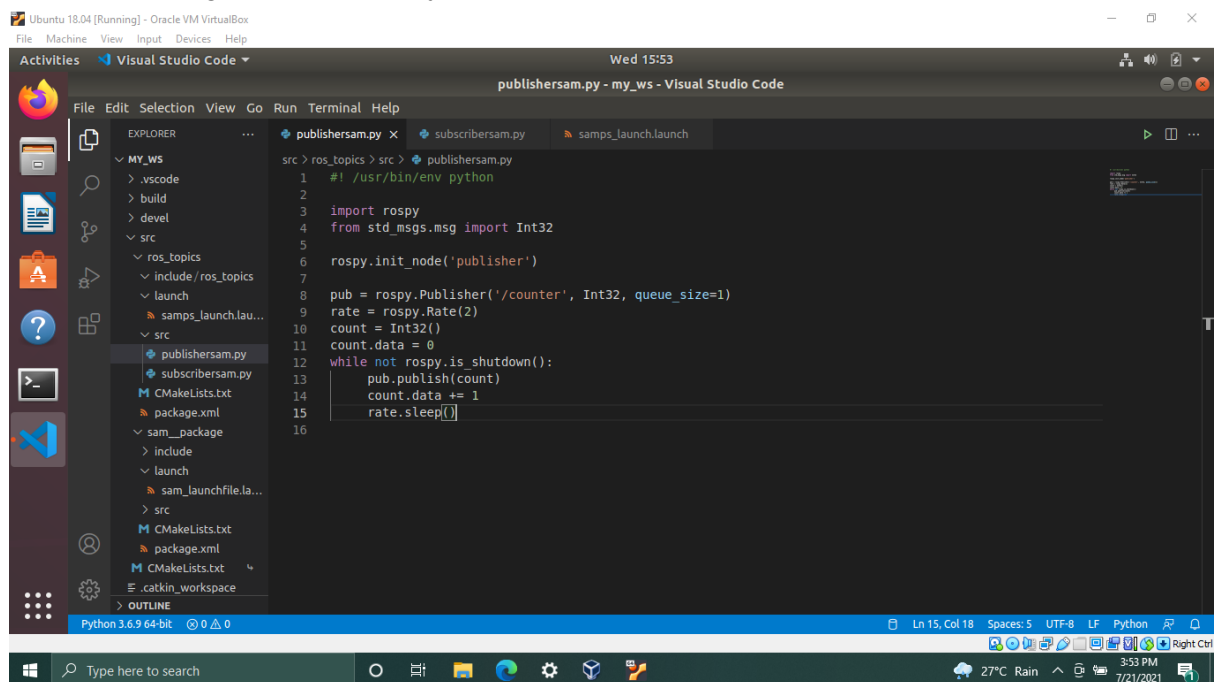 Ubuntu 18.04 [Running] - Oracle VM VirtualBox
File Machine View Input Devices Help
Activities Visual Studio Code Wed 15:53
publishersam.py - my_ws - Visual Studio Code
File Edit Selection View Go Run Terminal Help
EXPLORER ...
MY_WS
.vscode
build
devel
src
ros_topics
include/ros_topics
launch
samps_launch.lau...
src
publishersam.py
subscribersam.py
CMakeLists.txt
package.xml
sam__package
include
launch
sam_launchfile.la...
src
CMakeLists.txt
package.xml
CMakeLists.txt
.catkin_workspace
OUTLINE
publishersam.py subscribersam.py samps_launch.launch
src > ros_topics > src > publishersam.py
1 #! /usr/bin/env python
2
3 import rospy
4 from std_msgs.msg import Int32
5
6 rospy.init_node('publisher')
7
8 pub = rospy.Publisher('/counter', Int32, queue_size=1)
9 rate = rospy.Rate(2)
10 count = Int32()
11 count.data = 0
12 while not rospy.is_shutdown():
13 pub.publish(count)
14 count.data += 1
15 rate.sleep()
16
Python 3.6.9 64-bit 0 0 Ln 15, Col 18 Spaces: 5 UTF-8 LF Python
Right Ctrl
Type here to search 27°C Rain 3:53 PM
7/21/2021